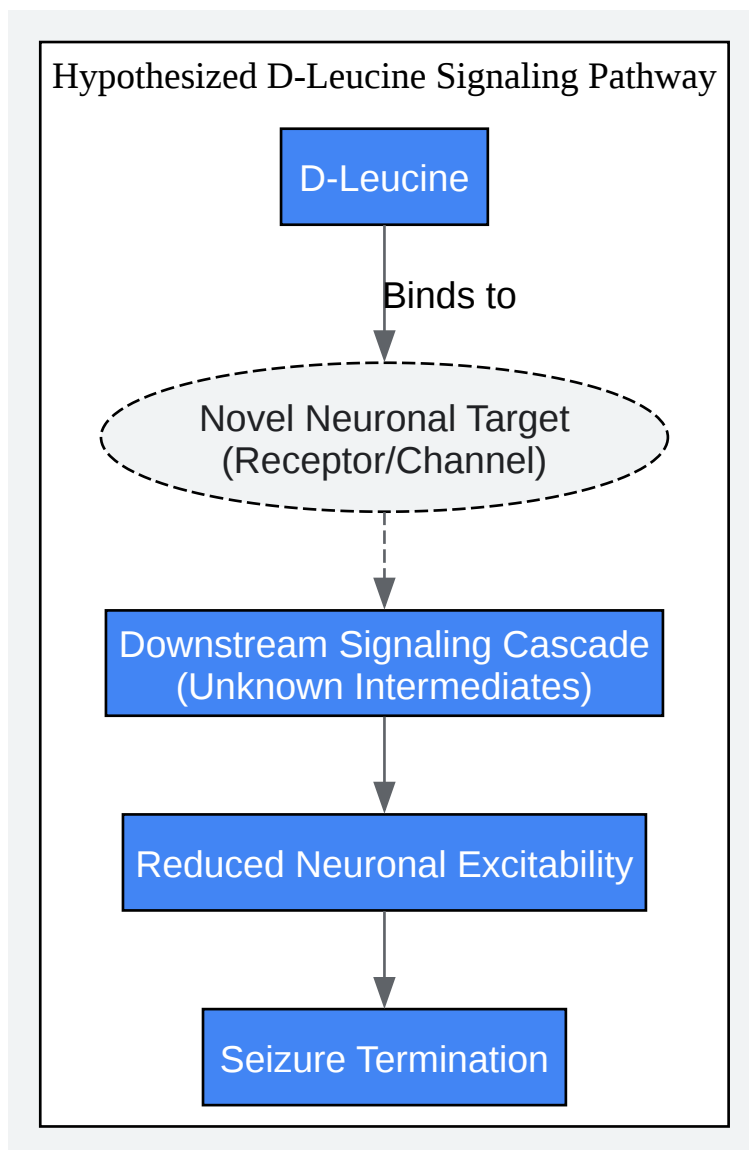 Hypothesized D-Leucine Signaling Pathway
D-Leucine
Binds to
Novel Neuronal Target
(Receptor/Channel)
Downstream Signaling Cascade
(Unknown Intermediates)
Reduced Neuronal Excitability
Seizure Termination